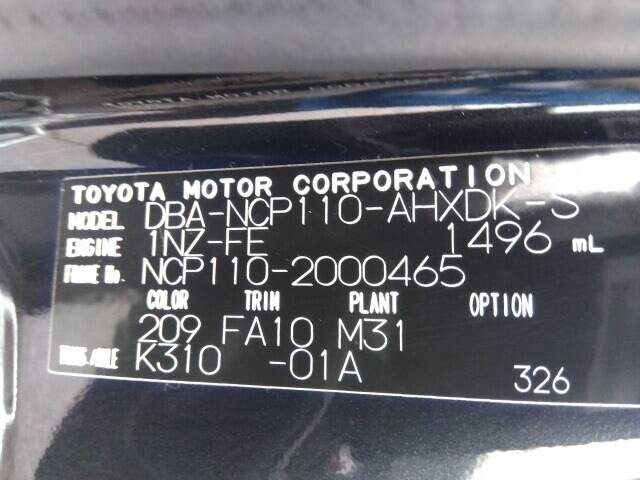 TOYOTA MOTOR CORPORATION
MODEL DBA-NCP110-AHXDK-S
ENGINE 1NZ-FE 1496 mL
FRAME No. NCP110-2000465
COLOR TRIM PLANT OPTION
209 FA10 M31
TRANS-AXLE K310 -01A 326